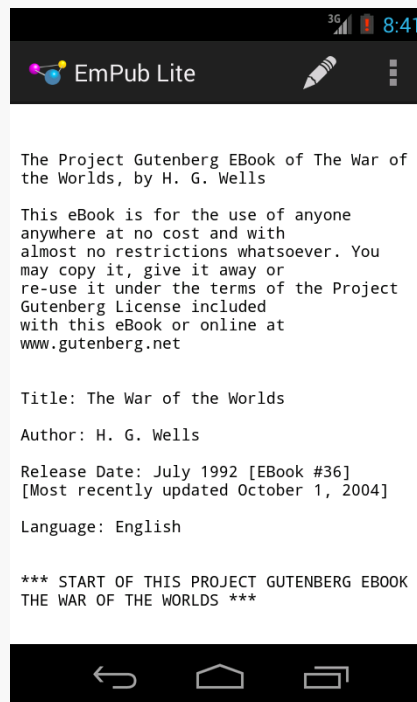 3G 8:41
EmPub Lite
The Project Gutenberg EBook of The War of
the Worlds, by H. G. Wells
This eBook is for the use of anyone
anywhere at no cost and with
almost no restrictions whatsoever. You
may copy it, give it away or
re-use it under the terms of the Project
Gutenberg License included
with this eBook or online at
www.gutenberg.net
Title: The War of the Worlds
Author: H. G. Wells
Release Date: July 1992 [EBook #36]
[Most recently updated October 1, 2004]
Language: English
*** START OF THIS PROJECT GUTENBERG EBOOK
THE WAR OF THE WORLDS ***